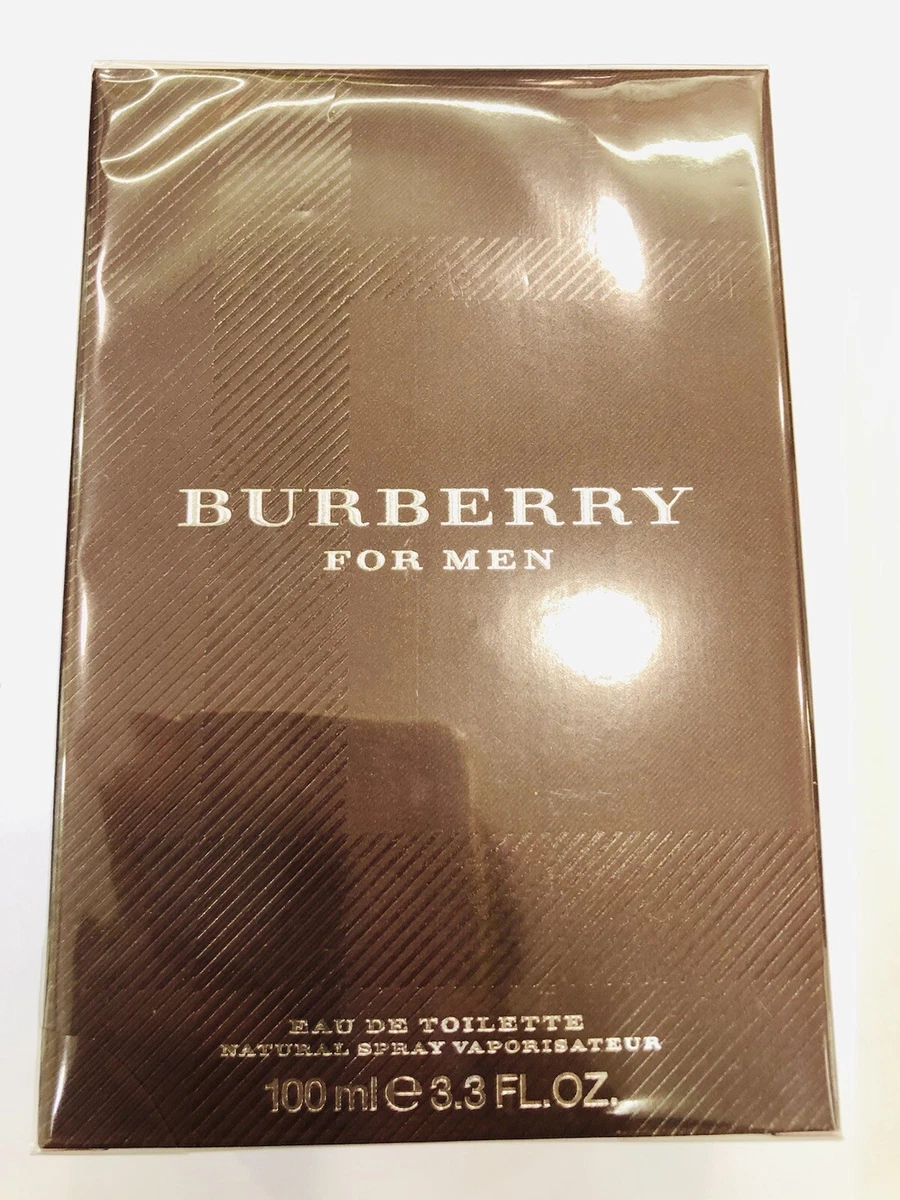 BURBERRY
FOR MEN
EAU DE TOILETTE
NATURAL SPRAY VAPORISATEUR
100 ml ℮ 3.3 FL.OZ.